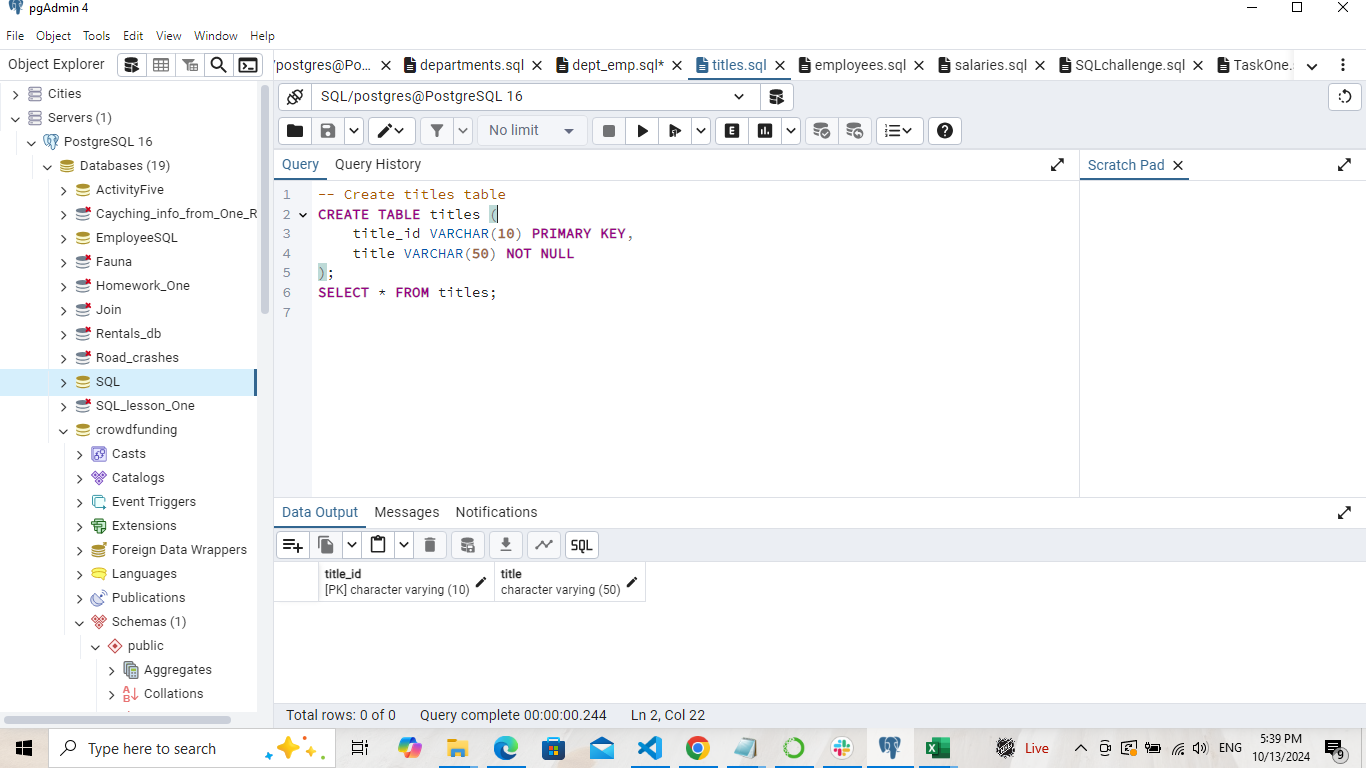 pgAdmin 4
File Object Tools Edit View Window Help
Object Explorer
/postgres@Po... departments.sql dept_emp.sql* titles.sql employees.sql salaries.sql SQLchallenge.sql TaskOne.
SQL/postgres@PostgreSQL 16
No limit
E
Query Query History
Scratch Pad
Cities
Servers (1)
PostgreSQL 16
Databases (19)
ActivityFive
Cayching_info_from_One_R
EmployeeSQL
Fauna
Homework_One
Join
Rentals_db
Road_crashes
SQL
SQL_lesson_One
crowdfunding
Casts
Catalogs
Event Triggers
Extensions
Foreign Data Wrappers
Languages
Publications
Schemas (1)
public
Aggregates
Collations
1 -- Create titles table
2 CREATE TABLE titles (
3 title_id VARCHAR(10) PRIMARY KEY,
4 title VARCHAR(50) NOT NULL
5 );
6 SELECT * FROM titles;
7
Data Output Messages Notifications
SQL
title_id title
[PK] character varying (10) character varying (50)
Total rows: 0 of 0 Query complete 00:00:00.244 Ln 2, Col 22
Type here to search
Live
ENG
5:39 PM
10/13/2024
9